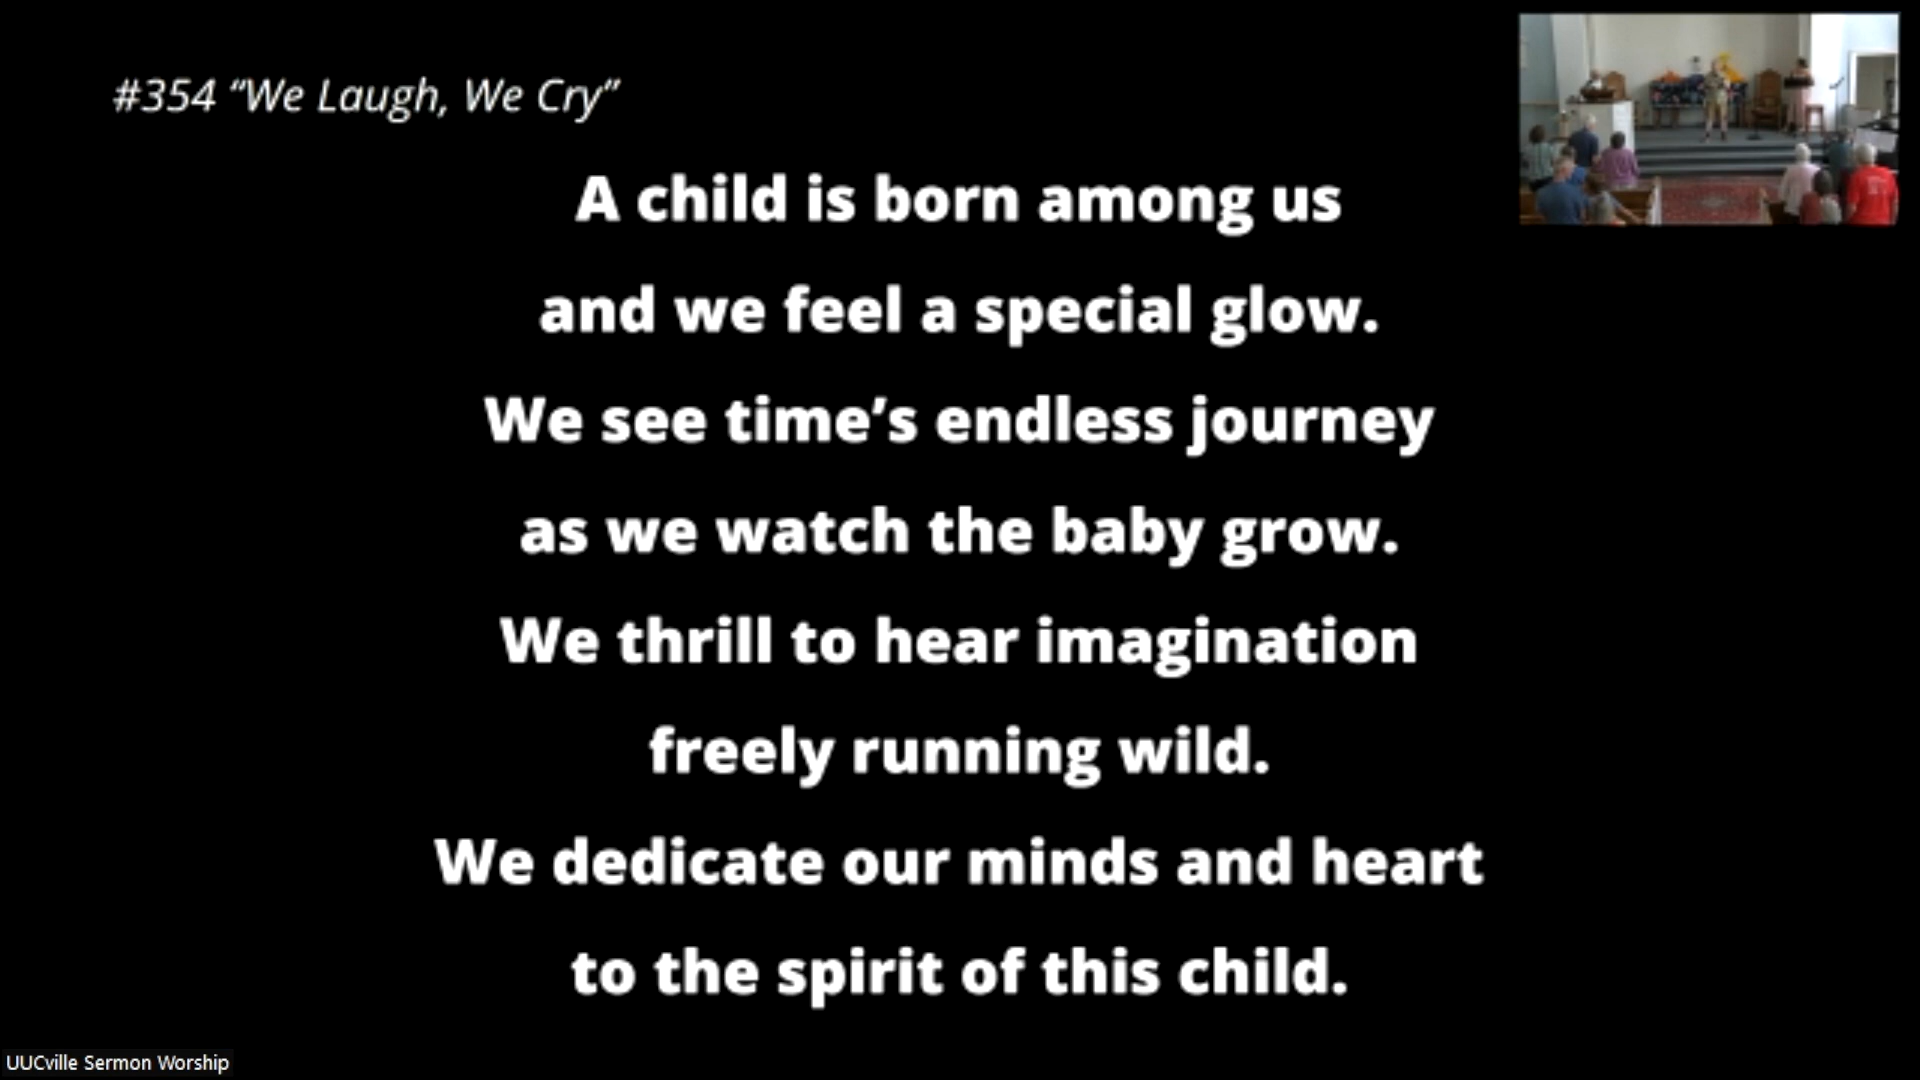 #354 “We Laugh, We Cry”
A child is born among us
and we feel a special glow.
We see time’s endless journey
as we watch the baby grow.
We thrill to hear imagination
freely running wild.
We dedicate our minds and heart
to the spirit of this child.
UUCville Sermon Worship